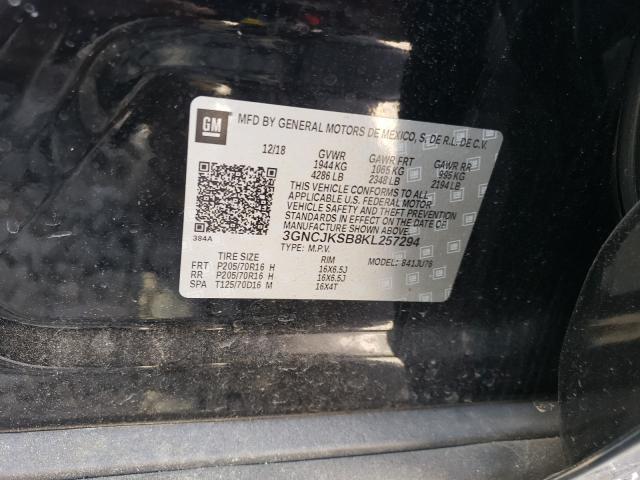 GM MFD BY GENERAL MOTORS DE MEXICO, S. DE R.L. DE C.V.
12/18 GVWR GAWR FRT GAWR RR
1944 KG 1065 KG 995 KG
4286 LB 2348 LB 2194 LB
THIS VEHICLE CONFORMS TO ALL
APPLICABLE U.S. FEDERAL MOTOR
VEHICLE SAFETY, BUMPER, AND
THEFT PREVENTION STANDARDS
IN EFFECT ON THE DATE OF
MANUFACTURE SHOWN ABOVE.
384A 3GNCJKSB8KL257294
TYPE: M.P.V. MODEL: 841JU76
TIRE SIZE RIM
FRT P205/70R16 H 16X6.5J
RR P205/70R16 H 16X6.5J
SPA T125/70D16 M 16X4T